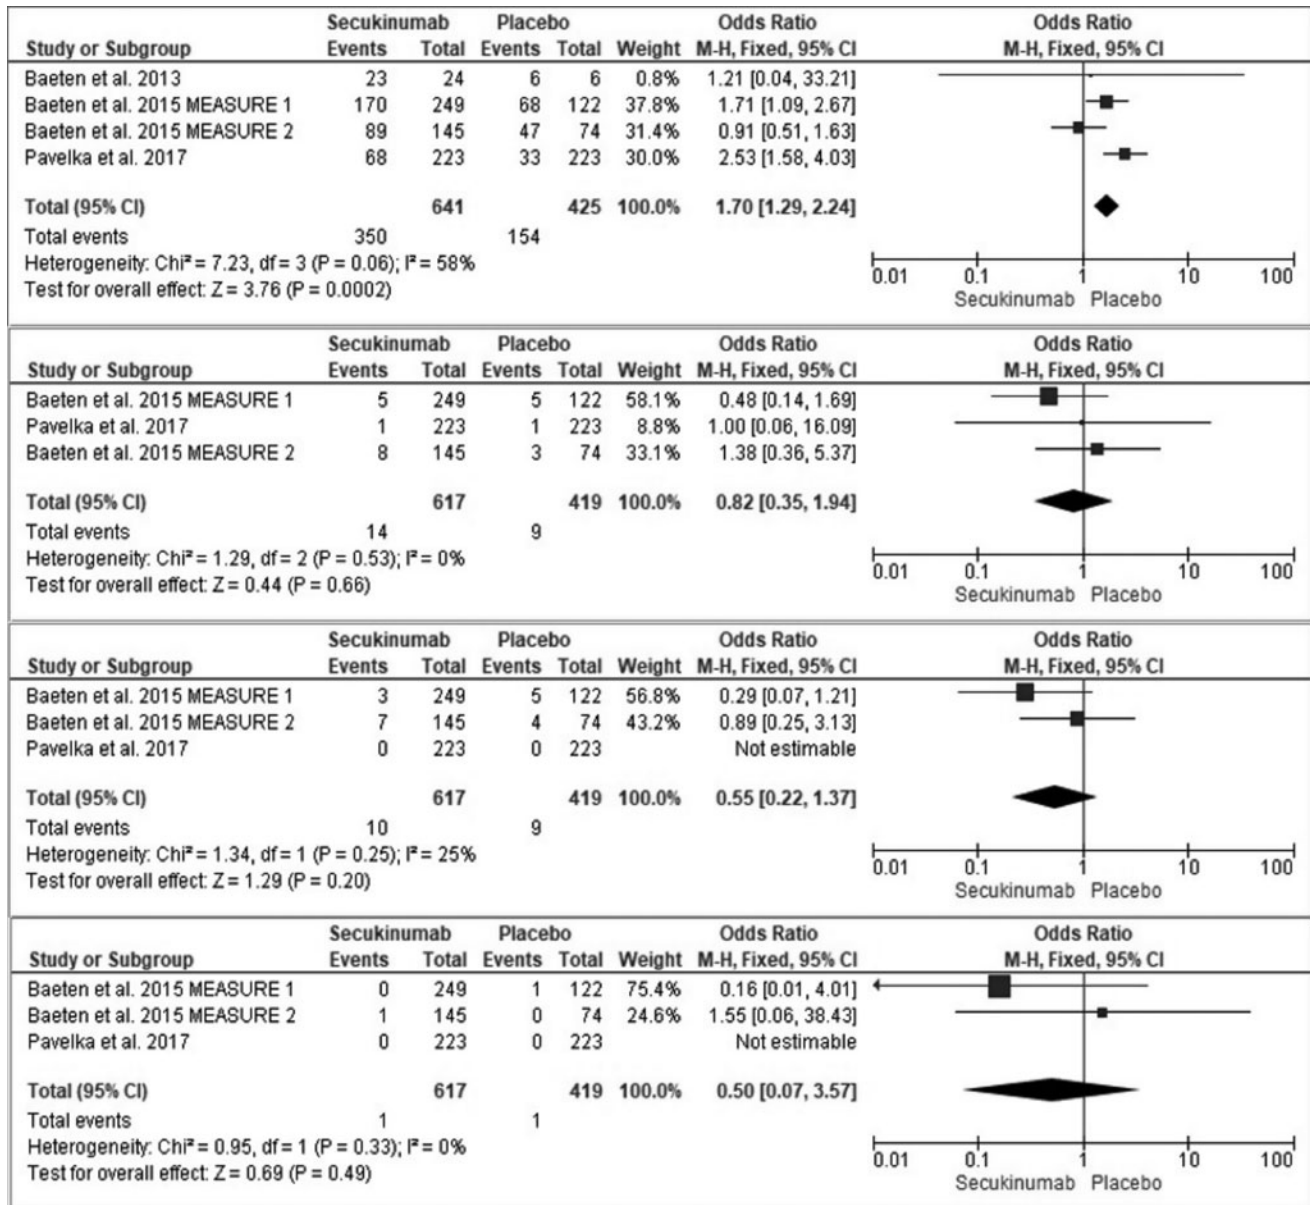 Secukinumab Placebo Odds Ratio Odds Ratio
Study or Subgroup Events Total Events Total Weight M-H, Fixed, 95% CI M-H, Fixed, 95% CI
Baeten et al. 2013 23 24 6 6 0.8% 1.21 [0.04, 33.21]
Baeten et al. 2015 MEASURE 1 170 249 68 122 37.8% 1.71 [1.09, 2.67]
Baeten et al. 2015 MEASURE 2 89 145 47 74 31.4% 0.91 [0.51, 1.63]
Pavelka et al. 2017 68 223 33 223 30.0% 2.53 [1.58, 4.03]
Total (95% CI) 641 425 100.0% 1.70 [1.29, 2.24]
Total events 350 154
Heterogeneity: Chi² = 7.23, df = 3 (P = 0.06); I² = 58%
Test for overall effect: Z = 3.76 (P = 0.0002)
0.01 0.1 1 10 100
Secukinumab Placebo
Secukinumab Placebo Odds Ratio Odds Ratio
Study or Subgroup Events Total Events Total Weight M-H, Fixed, 95% CI M-H, Fixed, 95% CI
Baeten et al. 2015 MEASURE 1 5 249 5 122 58.1% 0.48 [0.14, 1.69]
Pavelka et al. 2017 1 223 1 223 8.8% 1.00 [0.06, 16.09]
Baeten et al. 2015 MEASURE 2 8 145 3 74 33.1% 1.38 [0.36, 5.37]
Total (95% CI) 617 419 100.0% 0.82 [0.35, 1.94]
Total events 14 9
Heterogeneity: Chi² = 1.29, df = 2 (P = 0.53); I² = 0%
Test for overall effect: Z = 0.44 (P = 0.66)
0.01 0.1 1 10 100
Secukinumab Placebo
Secukinumab Placebo Odds Ratio Odds Ratio
Study or Subgroup Events Total Events Total Weight M-H, Fixed, 95% CI M-H, Fixed, 95% CI
Baeten et al. 2015 MEASURE 1 3 249 5 122 56.8% 0.29 [0.07, 1.21]
Baeten et al. 2015 MEASURE 2 7 145 4 74 43.2% 0.89 [0.25, 3.13]
Pavelka et al. 2017 0 223 0 223 Not estimable
Total (95% CI) 617 419 100.0% 0.55 [0.22, 1.37]
Total events 10 9
Heterogeneity: Chi² = 1.34, df = 1 (P = 0.25); I² = 25%
Test for overall effect: Z = 1.29 (P = 0.20)
0.01 0.1 1 10 100
Secukinumab Placebo
Secukinumab Placebo Odds Ratio Odds Ratio
Study or Subgroup Events Total Events Total Weight M-H, Fixed, 95% CI M-H, Fixed, 95% CI
Baeten et al. 2015 MEASURE 1 0 249 1 122 75.4% 0.16 [0.01, 4.01]
Baeten et al. 2015 MEASURE 2 1 145 0 74 24.6% 1.55 [0.06, 38.43]
Pavelka et al. 2017 0 223 0 223 Not estimable
Total (95% CI) 617 419 100.0% 0.50 [0.07, 3.57]
Total events 1 1
Heterogeneity: Chi² = 0.95, df = 1 (P = 0.33); I² = 0%
Test for overall effect: Z = 0.69 (P = 0.49)
0.01 0.1 1 10 100
Secukinumab Placebo